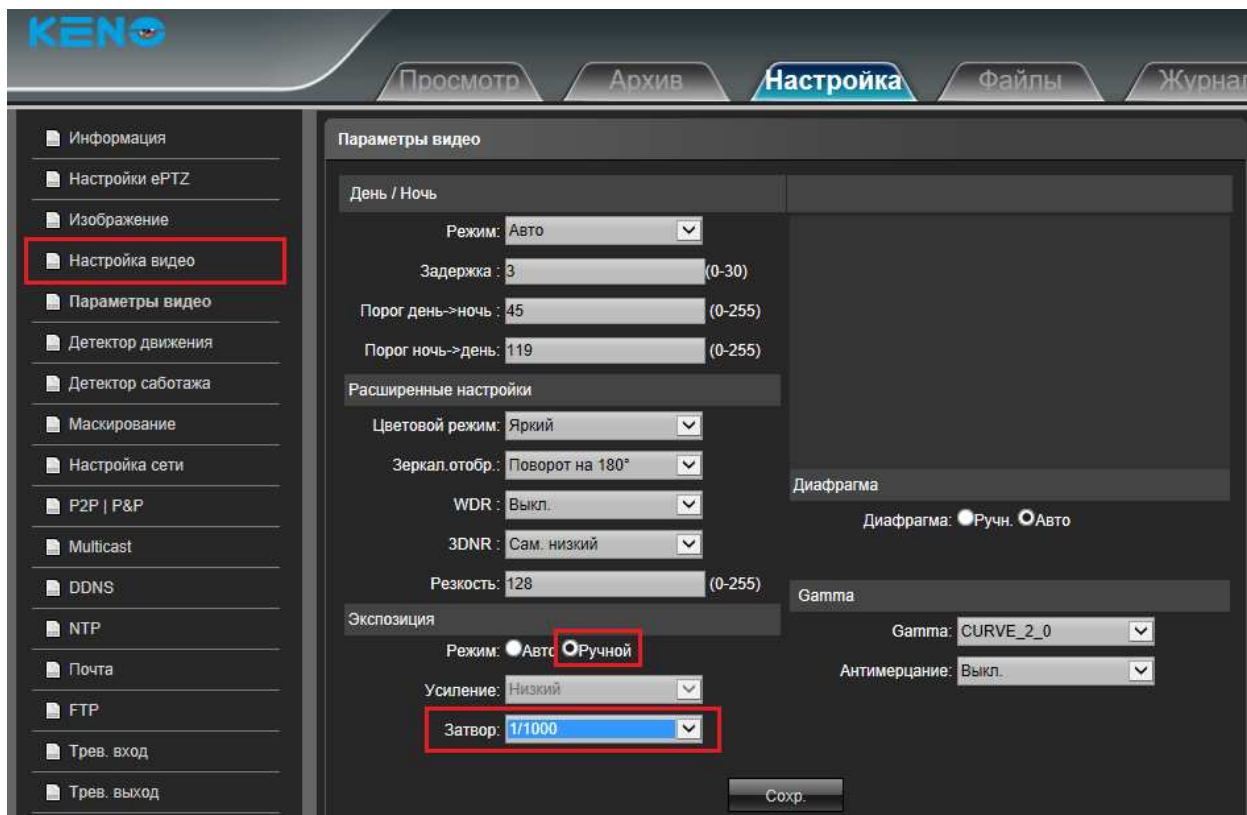 KENO
Просмотр Архив Настройка Файлы Журнал
Информация
Настройки ePTZ
Изображение
Настройка видео
Параметры видео
Детектор движения
Детектор саботажа
Маскирование
Настройка сети
P2P | P&P
Multicast
DDNS
NTP
Почта
FTP
Трев. вход
Трев. выход
Параметры видео
День / Ночь
Режим: Авто
Задержка : 3 (0-30)
Порог день->ночь : 45 (0-255)
Порог ночь->день: 119 (0-255)
Расширенные настройки
Цветовой режим: Яркий
Зеркал.отобр.: Поворот на 180°
WDR : Выкл.
3DNR : Сам. низкий
Резкость: 128 (0-255)
Экспозиция
Режим: Авто Ручной
Усиление: Низкий
Затвор: 1/1000
Диафрагма
Диафрагма: Ручн. Авто
Gamma
Gamma: CURVE_2_0
Антимерцание: Выкл.
Сохр.